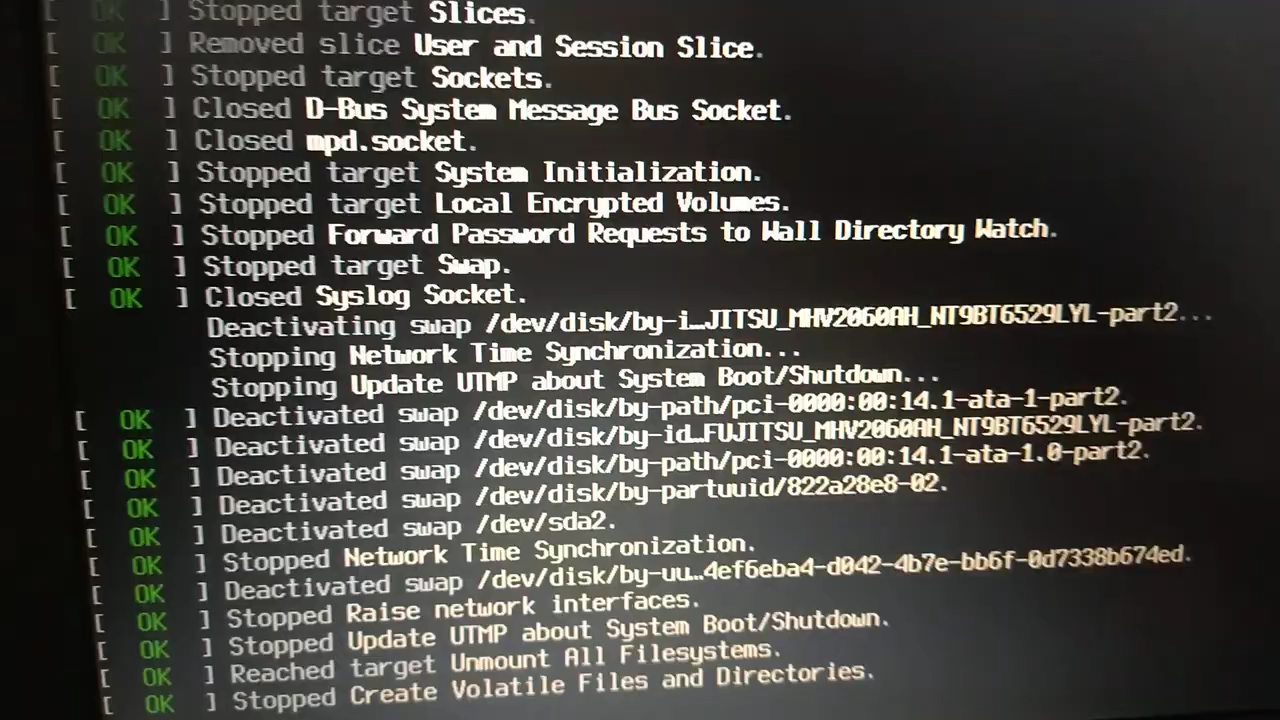 [ OK ] Stopped target Slices.
[ OK ] Removed slice User and Session Slice.
[ OK ] Stopped target Sockets.
[ OK ] Closed D-Bus System Message Bus Socket.
[ OK ] Closed mpd.socket.
[ OK ] Stopped target System Initialization.
[ OK ] Stopped target Local Encrypted Volumes.
[ OK ] Stopped Forward Password Requests to Wall Directory Watch.
[ OK ] Stopped target Swap.
[ OK ] Closed Syslog Socket.
Deactivating swap /dev/disk/by-i…JITSU_MHV2060AH_NT9BT6529LYL-part2...
Stopping Network Time Synchronization...
Stopping Update UTMP about System Boot/Shutdown...
[ OK ] Deactivated swap /dev/disk/by-path/pci-0000:00:14.1-ata-1-part2.
[ OK ] Deactivated swap /dev/disk/by-id…FUJITSU_MHV2060AH_NT9BT6529LYL-part2.
[ OK ] Deactivated swap /dev/disk/by-path/pci-0000:00:14.1-ata-1.0-part2.
[ OK ] Deactivated swap /dev/disk/by-partuuid/822a28e8-02.
[ OK ] Deactivated swap /dev/sda2.
[ OK ] Stopped Network Time Synchronization.
[ OK ] Deactivated swap /dev/disk/by-uu…4ef6eba4-d042-4b7e-bb6f-0d7338b674ed.
[ OK ] Stopped Raise network interfaces.
[ OK ] Stopped Update UTMP about System Boot/Shutdown.
[ OK ] Reached target Unmount All Filesystems.
[ OK ] Stopped Create Volatile Files and Directories.